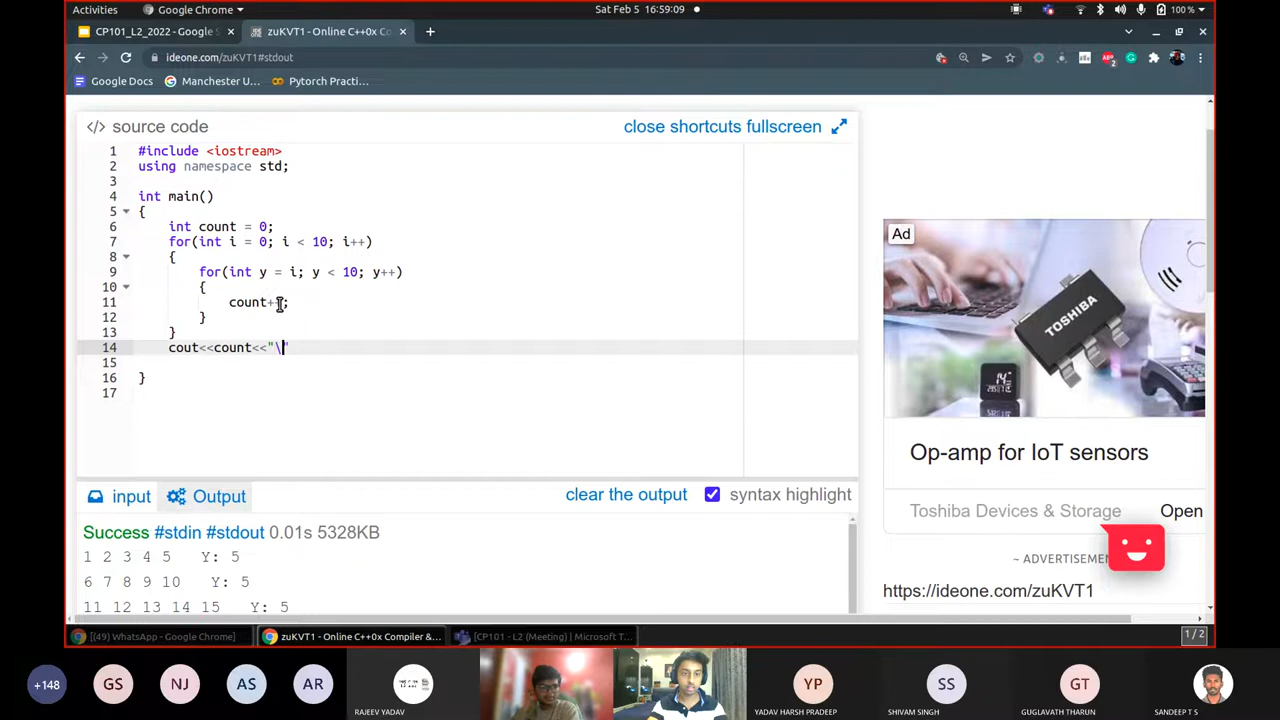 Activities
Google Chrome
Sat Feb 5 16:59:09
100 %
CP101_L2_2022 - Google S
zuKVT1 - Online C++0x Co
ideone.com/zuKVT1#stdout
Google Docs
Manchester U...
Pytorch Practi...
</> source code
close shortcuts fullscreen
1 #include <iostream>
2 using namespace std;
3
4 int main()
5 {
6 int count = 0;
7 for(int i = 0; i < 10; i++)
8 {
9 for(int y = i; y < 10; y++)
10 {
11 count++;
12 }
13 }
14 cout<<count<<"\"
15
16 }
17
Ad
TOSHIBA
Op-amp for IoT sensors
Toshiba Devices & Storage
Open
~ ADVERTISEMEN
https://ideone.com/zuKVT1
input
Output
clear the output
syntax highlight
Success #stdin #stdout 0.01s 5328KB
1 2 3 4 5 Y: 5
6 7 8 9 10 Y: 5
11 12 13 14 15 Y: 5
[(49) WhatsApp - Google Chrome]
zuKVT1 - Online C++0x Compiler &...
[CP101 - L2 (Meeting) | Microsoft T...
1 / 2
+148
GS
NJ
AS
AR
RAJEEV YADAV
YP
YADAV HARSH PRADEEP
SS
SHIVAM SINGH
GT
GUGLAVATH THARUN
SANDEEP T S